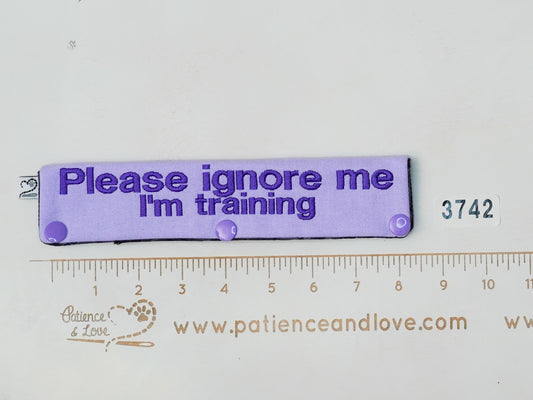 Please ignore me
I'm training
3742
1 2 3 4 5 6 7 8 9 10 11
Patience
& Love
www.patienceandlove.com
ww